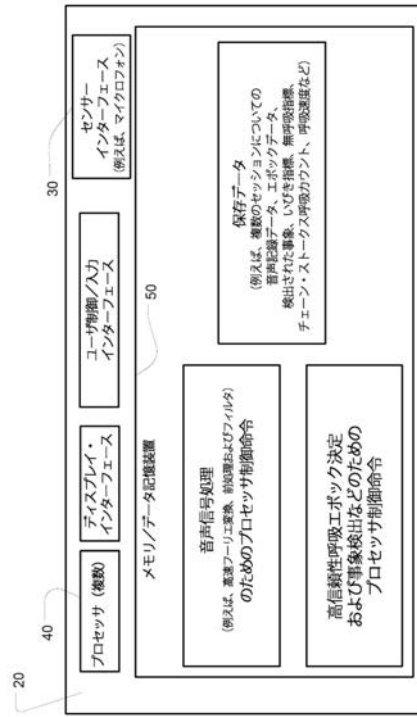 20
40
30
プロセッサ(複数)
ディスプレイ・
インターフェース
ユーザ制御/入力
インターフェース
センサー
インターフェース
(例えば、マイクロフォン)
50
メモリ/データ記憶装置
音声信号処理
(例えば、高速フーリエ変換、前処理およびフィルタ)
のためのプロセッサ制御命令
高信頼性呼吸エポック決定
および事象検出などのための
プロセッサ制御命令
保存データ
(例えば、複数のセッションについての
音声記録データ、エポックデータ、
検出された事象、いびき指標、無呼吸指標、
チェーン・ストークス呼吸カウント、呼吸速度など)